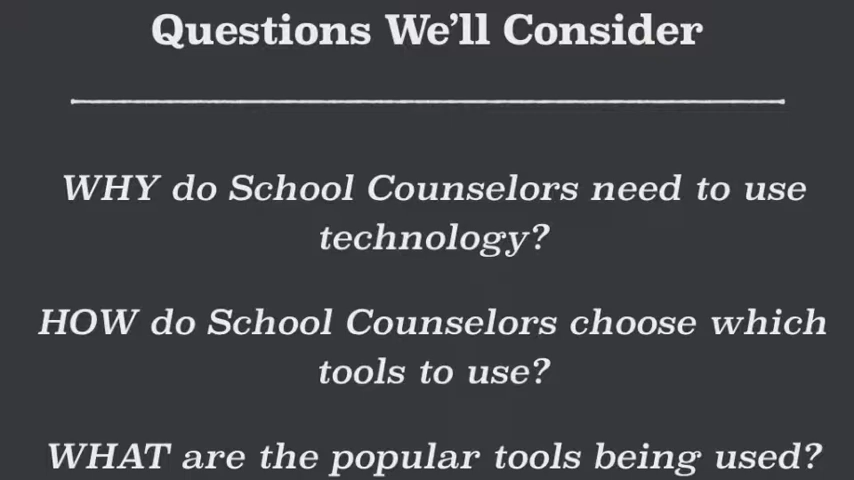 Questions We'll Consider
WHY do School Counselors need to use
technology?
HOW do School Counselors choose which
tools to use?
WHAT are the popular tools being used?